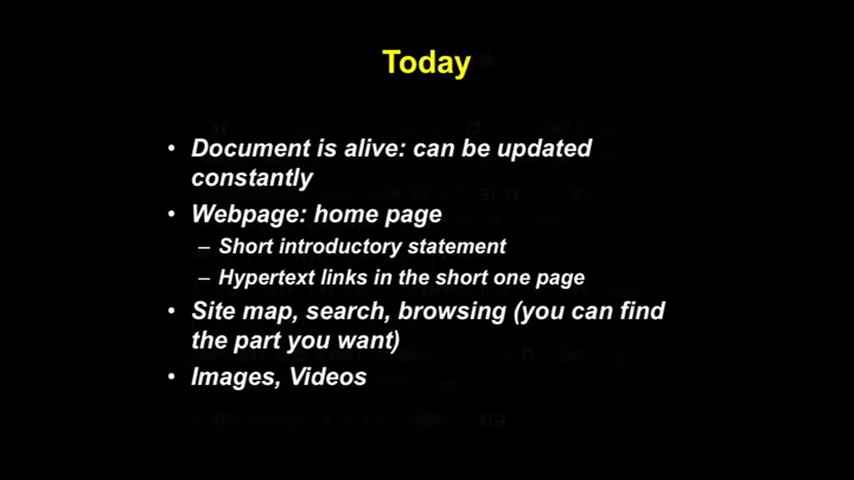 Today
• Document is alive: can be updated
constantly
• Webpage: home page
– Short introductory statement
– Hypertext links in the short one page
• Site map, search, browsing (you can find
the part you want)
• Images, Videos